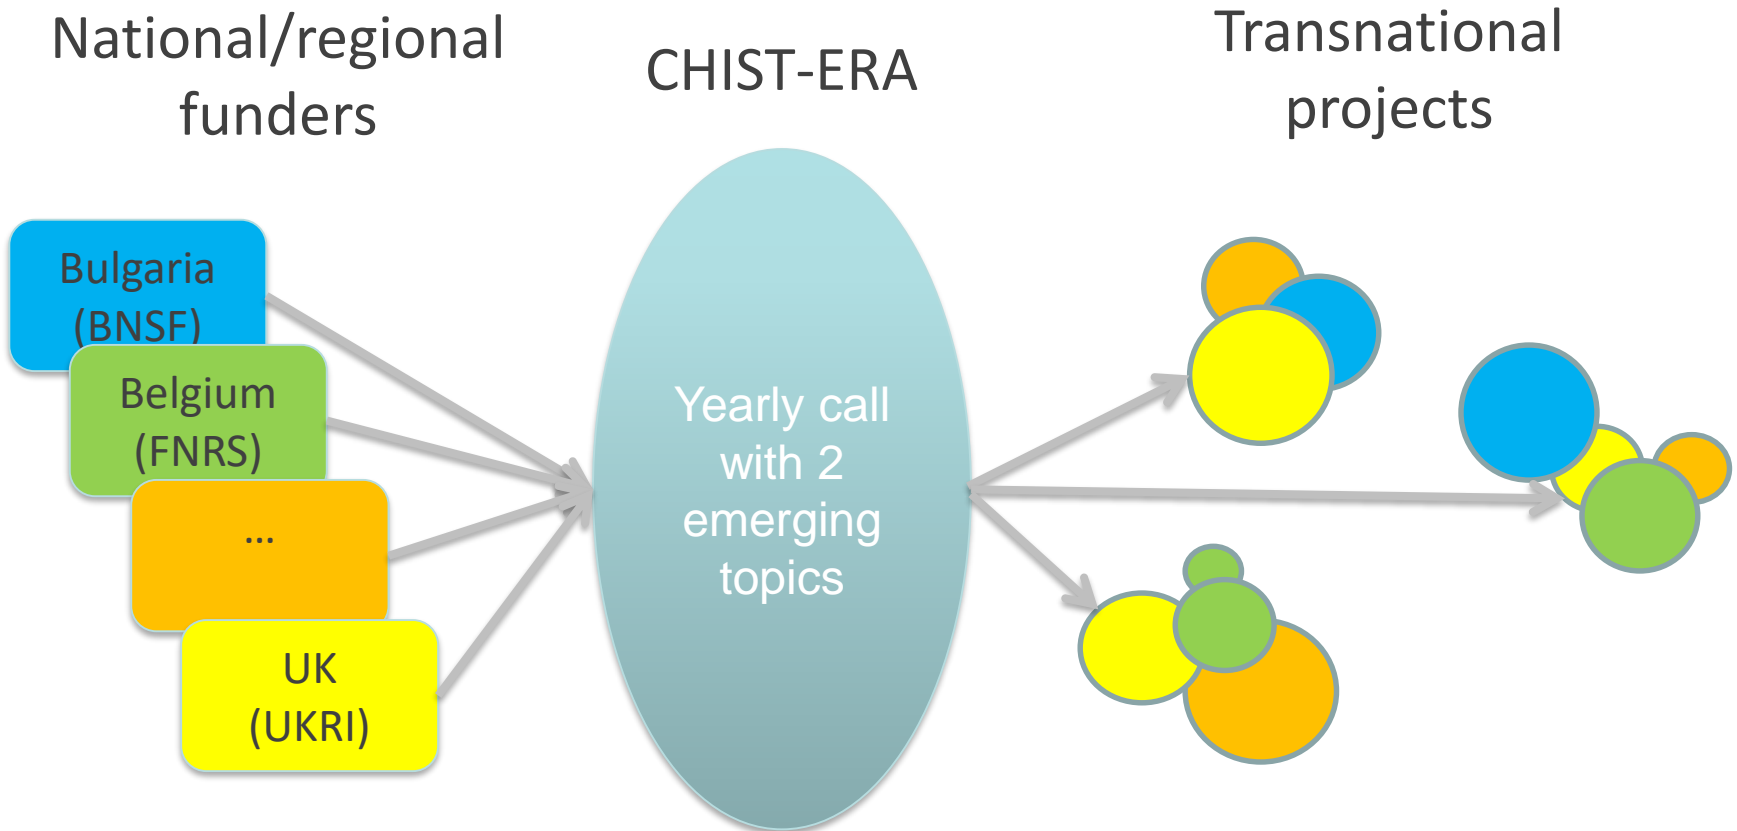 National/regional
funders
CHIST-ERA
Transnational
projects
Bulgaria
(BNSF)
Belgium
(FNRS)
...
UK
(UKRI)
Yearly call
with 2
emerging
topics